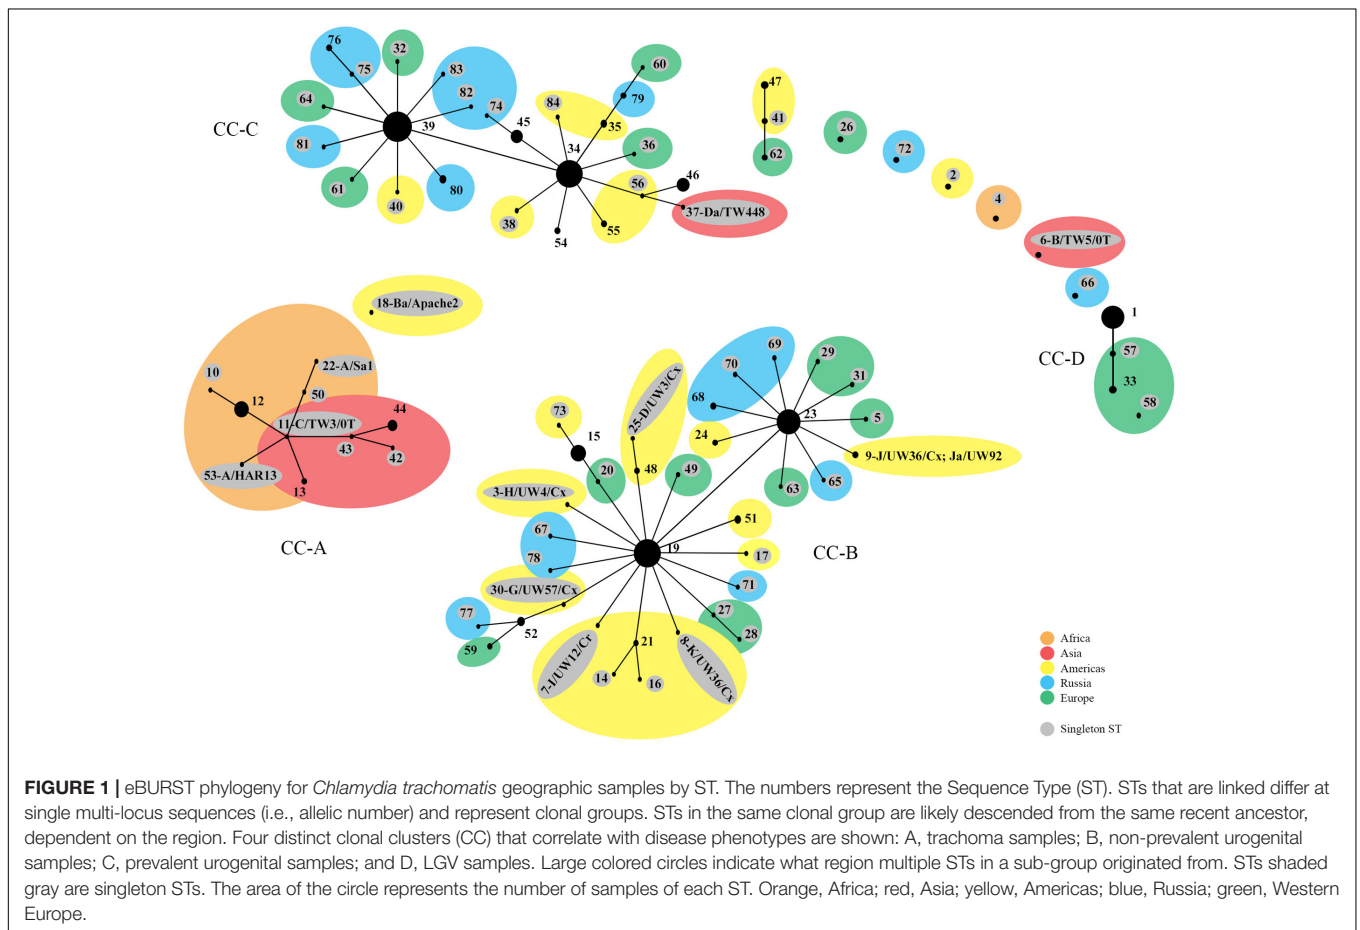 76
75
32
83
82
74
64
CC-C
81
39
61
40
80
45
84
60
79
35
34
36
56
46
37-Da/TW448
38
54
55
47
41
62
26
72
2
4
6-B/TW5/0T
66
1
CC-D
57
33
58
18-Ba/Apache2
10
22-A/Sa1
12
50
11-C/TW3/0T
44
43
42
53-A/HAR13
13
CC-A
69
70
29
31
68
23
5
24
9-J/UW36/Cx; Ja/UW92
63
65
73
15
25-D/UW3/Cx
20
48
49
3-H/UW4/Cx
51
67
19
17
CC-B
78
30-G/UW57/Cx
71
77
52
27
28
59
7-I/UW12/Cr
21
14
16
8-K/UW36/Cx
Africa
Asia
Americas
Russia
Europe
Singleton ST
FIGURE 1 | eBURST phylogeny for Chlamydia trachomatis geographic samples by ST. The numbers represent the Sequence Type (ST). STs that are linked differ at
single multi-locus sequences (i.e., allelic number) and represent clonal groups. STs in the same clonal group are likely descended from the same recent ancestor,
dependent on the region. Four distinct clonal clusters (CC) that correlate with disease phenotypes are shown: A, trachoma samples; B, non-prevalent urogenital
samples; C, prevalent urogenital samples; and D, LGV samples. Large colored circles indicate what region multiple STs in a sub-group originated from. STs shaded
gray are singleton STs. The area of the circle represents the number of samples of each ST. Orange, Africa; red, Asia; yellow, Americas; blue, Russia; green, Western
Europe.